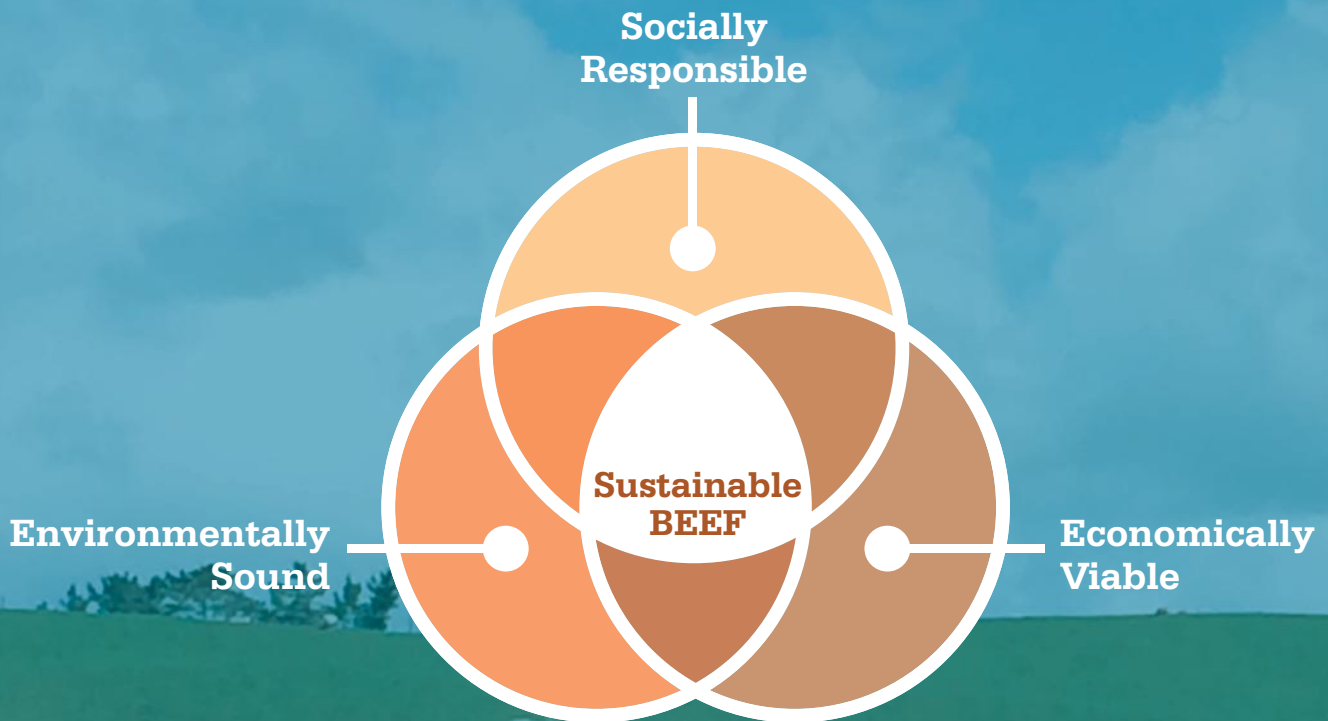 Socially
Responsible
Sustainable
BEEF
Environmentally
Sound
Economically
Viable